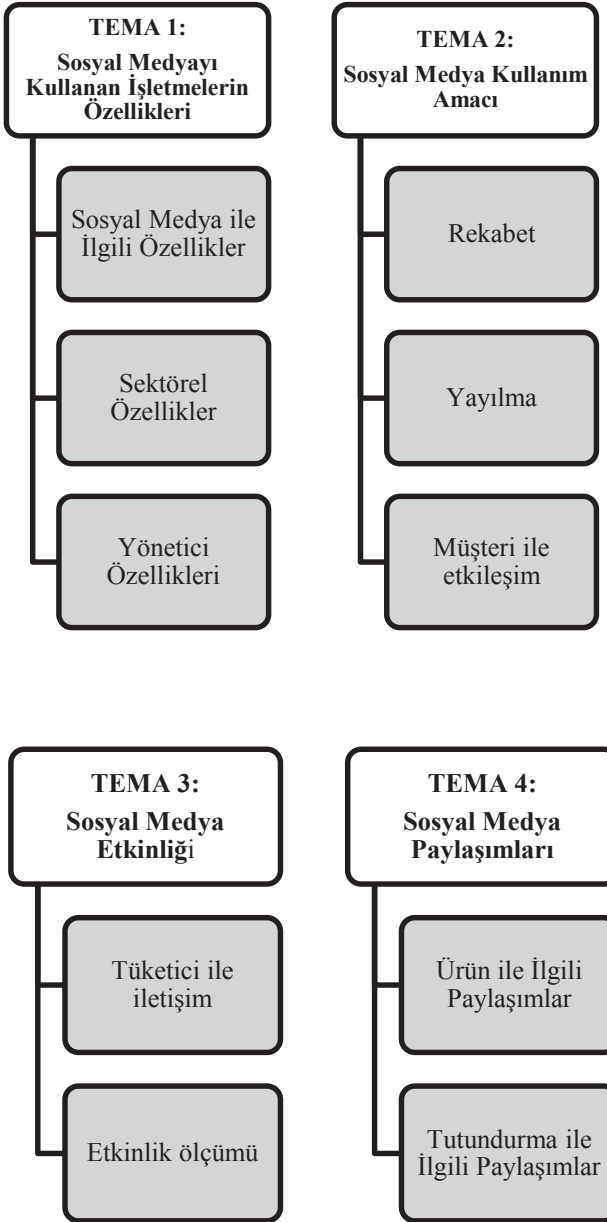 TEMA 1:
Sosyal Medyayı
Kullanan İşletmelerin
Özellikleri
Sosyal Medya ile
İlgili Özellikler
Sektörel
Özellikler
Yönetici
Özellikleri
TEMA 2:
Sosyal Medya Kullanım
Amacı
Rekabet
Yayılma
Müşteri ile
etkileşim
TEMA 3:
Sosyal Medya
Etkinliği
Tüketici ile
iletişim
Etkinlik ölçümü
TEMA 4:
Sosyal Medya
Paylaşımları
Ürün ile İlgili
Paylaşımlar
Tutundurma ile
İlgili Paylaşımlar